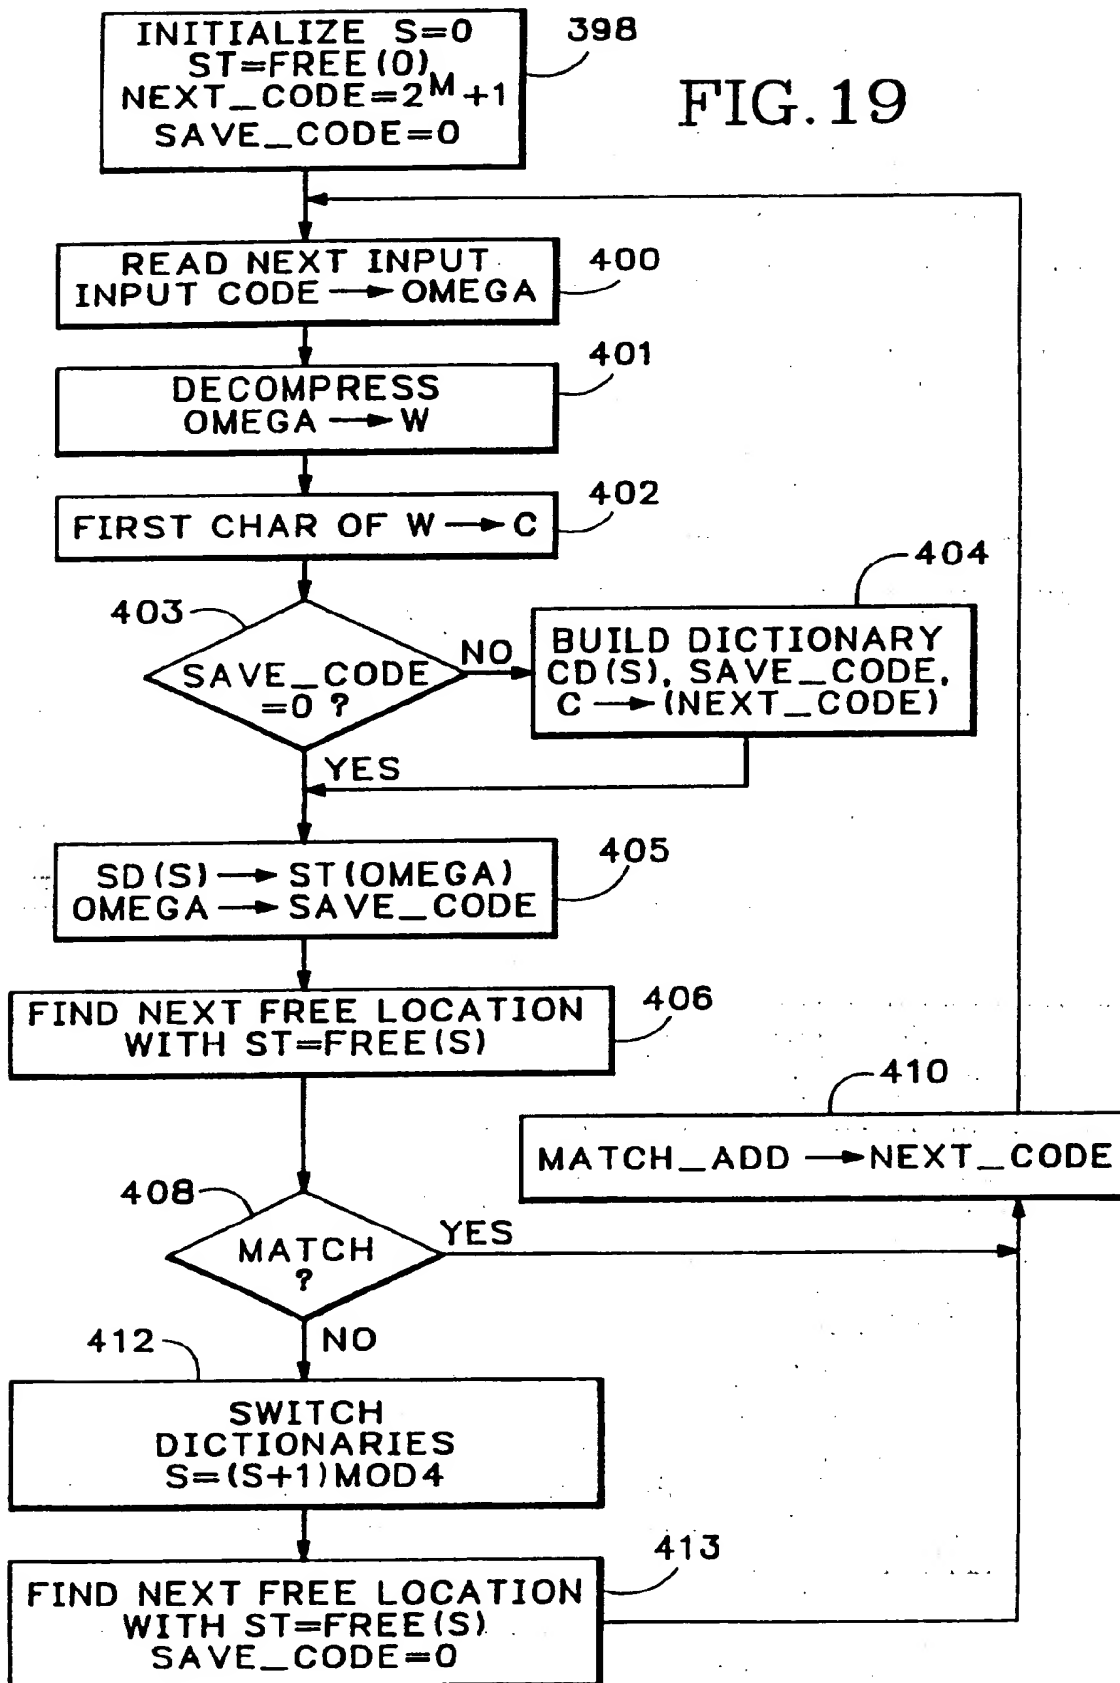 INITIALIZE S=0
ST=FREE(0)
NEXT_CODE=2^M+1
SAVE_CODE=0
398
FIG.19
READ NEXT INPUT
INPUT CODE → OMEGA
400
DECOMPRESS
OMEGA → W
401
FIRST CHAR OF W → C
402
403
SAVE_CODE
=0 ?
NO
YES
404
BUILD DICTIONARY
CD(S), SAVE_CODE,
C → (NEXT_CODE)
SD(S) → ST(OMEGA)
OMEGA → SAVE_CODE
405
FIND NEXT FREE LOCATION
WITH ST=FREE(S)
406
410
MATCH_ADD → NEXT_CODE
408
MATCH
?
YES
NO
412
SWITCH
DICTIONARIES
S=(S+1)MOD4
413
FIND NEXT FREE LOCATION
WITH ST=FREE(S)
SAVE_CODE=0